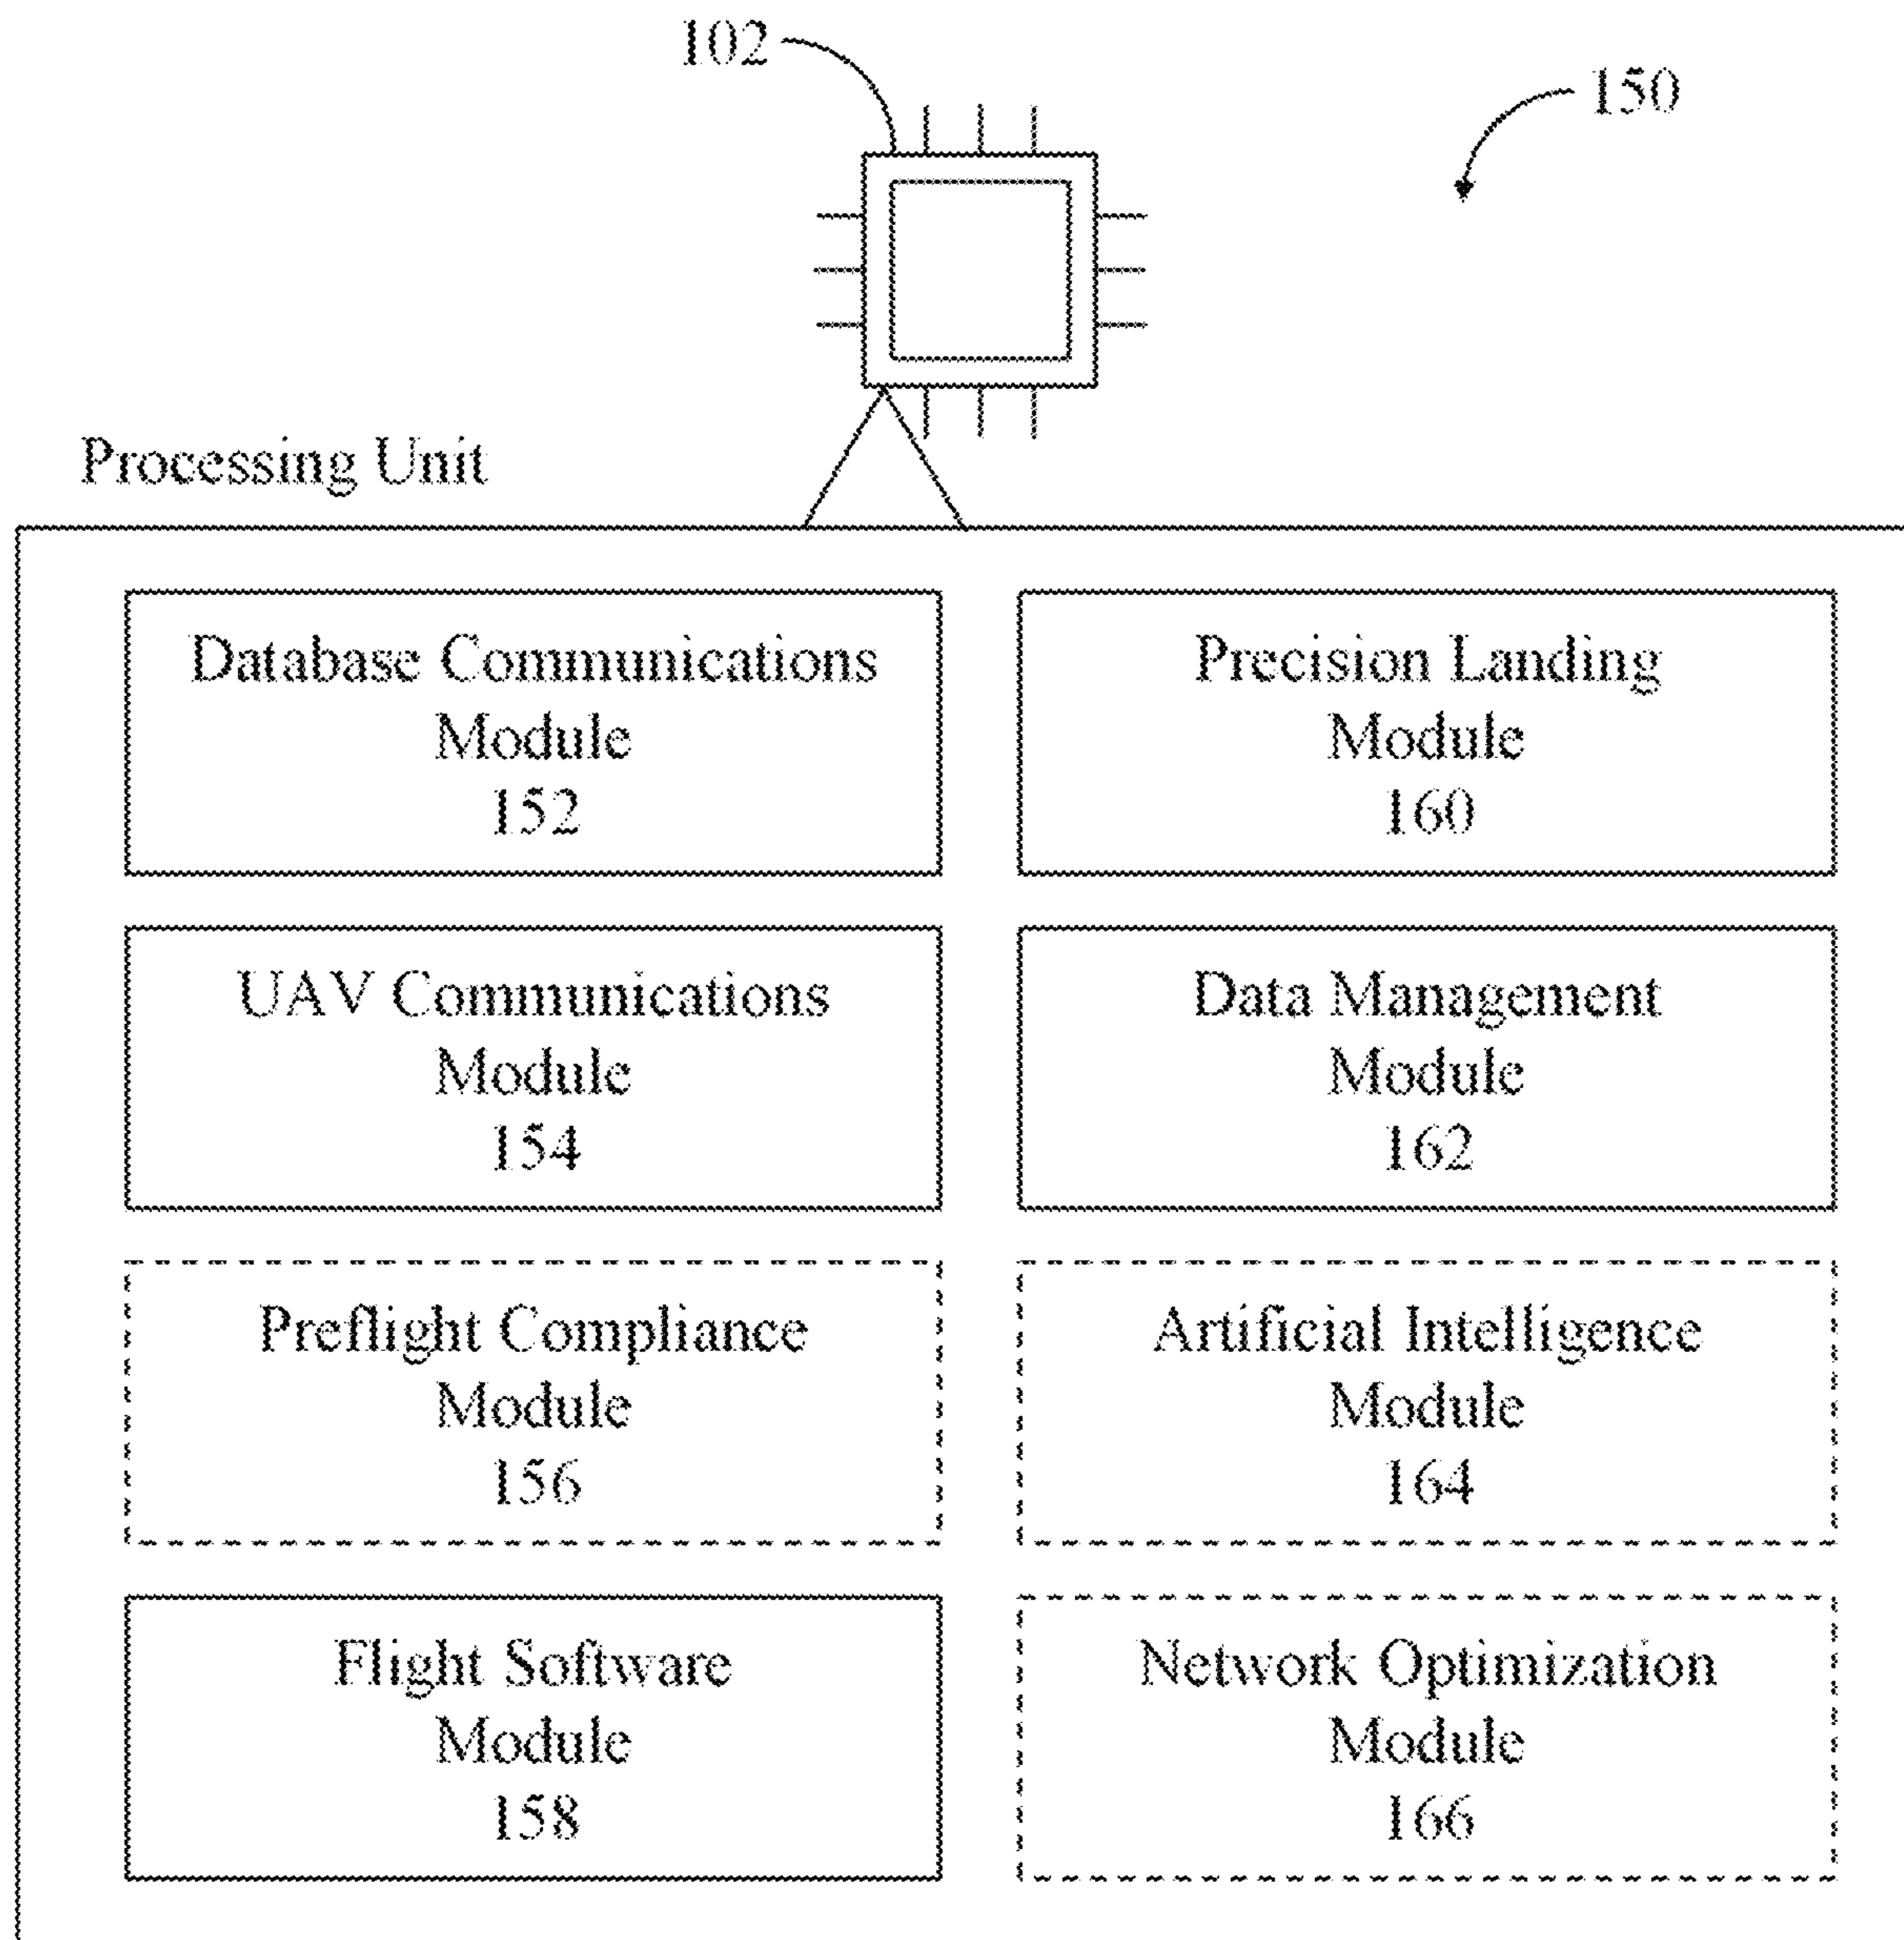 102
150
Processing Unit
Database Communications
Module
152
Precision Landing
Module
160
UAV Communications
Module
154
Data Management
Module
162
Preflight Compliance
Module
156
Artificial Intelligence
Module
164
Flight Software
Module
158
Network Optimization
Module
166